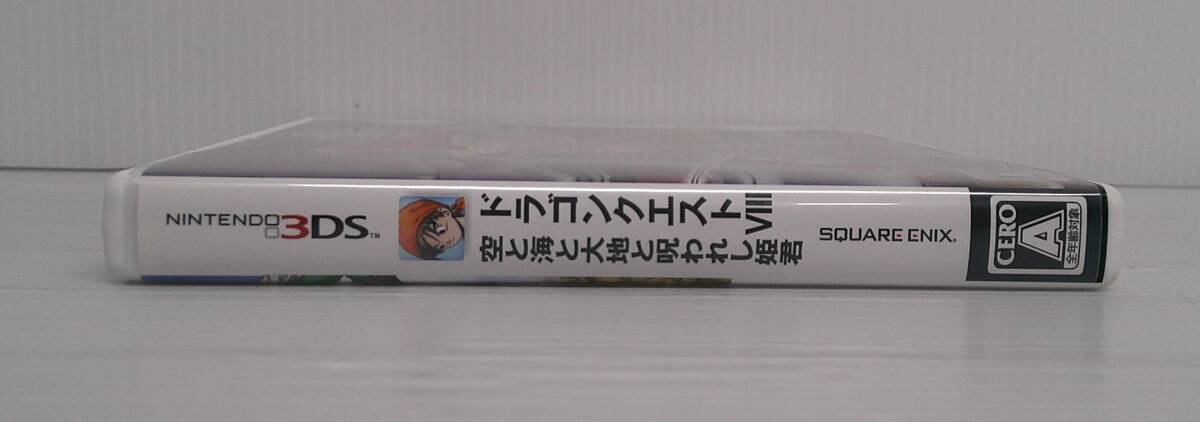 NINTENDO 3DS™
ドラゴンクエストVIII
空と海と大地と呪われし姫君
SQUARE ENIX®
CERO
A
全年齢対象